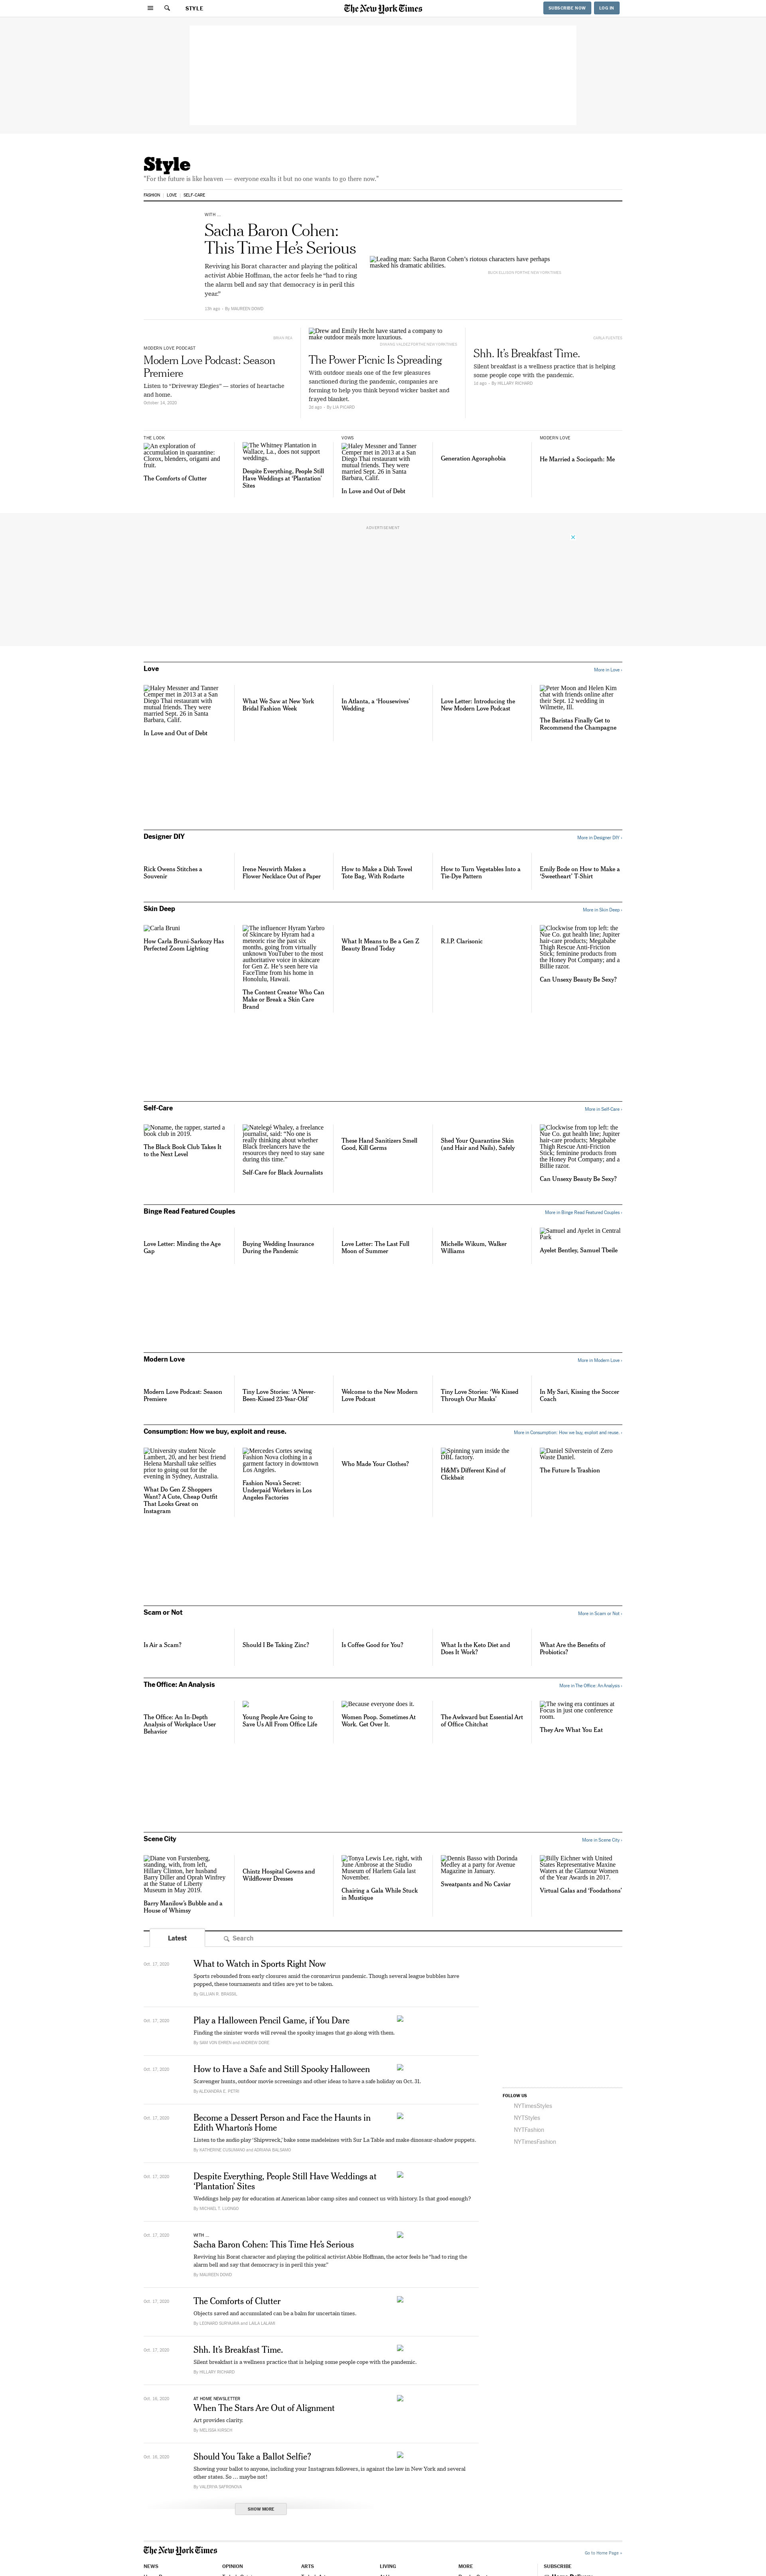 STYLE
The New York Times
SUBSCRIBE NOW
LOG IN
Style
"For the future is like heaven — everyone exalts it but no one wants to go there now."
FASHION
LOVE
SELF-CARE
WITH ...
Sacha Baron Cohen:
This Time He's Serious
Reviving his Borat character and playing the political
activist Abbie Hoffman, the actor feels he "had to ring
the alarm bell and say that democracy is in peril this
year."
By MAUREEN DOWD
Leading man: Sacha Baron Cohen's riotous characters have perhaps
masked his dramatic abilities.
MODERN LOVE PODCAST
Modern Love Podcast: Season
Premiere
Listen to "Driveway Elegies" — stories of heartache
and home.
October 14, 2020
Drew and Emily Hecht have started a company to
make outdoor meals more luxurious.
The Power Picnic Is Spreading
With outdoor meals one of the few pleasures
sanctioned during the pandemic, companies are
forming to help you think beyond wicker basket and
frayed blanket.
2d ago – By LIA PICARD
CARLA FUENTES
Shh. It's Breakfast Time.
Silent breakfast is a wellness practice that is helping
some people cope with the pandemic.
1d ago – By HILLARY RICHARD
THE LOOK
An exploration of
accumulation in quarantine:
Clorox, blenders, origami and
fruit.
The Comforts of Clutter
The Whitney Plantation in
Wallace, La., does not support
weddings.
Despite Everything, People Still
Have Weddings at 'Plantation'
Sites
VOWS
Haley Messner and Tanner
Cemper met in 2013 at a San
Diego Thai restaurant with
mutual friends. They were
married Sept. 26 in Santa
Barbara, Calif.
In Love and Out of Debt
Generation Agoraphobia
MODERN LOVE
He Married a Sociopath: Me
ADVERTISEMENT
Love
More in Love ›
Haley Messner and Tanner
Cemper met in 2013 at a San
Diego Thai restaurant with
mutual friends. They were
married Sept. 26 in Santa
Barbara, Calif.
In Love and Out of Debt
What We Saw at New York
Bridal Fashion Week
In Atlanta, a 'Housewives'
Wedding
Love Letter: Introducing the
New Modern Love Podcast
Peter Moon and Helen Kim
chat with friends online after
their Sept. 12 wedding in
Wilmette, Ill.
The Baristas Finally Get to
Recommend the Champagne
Designer DIY
More in Designer DIY ›
Rick Owens Stitches a
Souvenir
Irene Neuwirth Makes a
Flower Necklace Out of Paper
How to Make a Dish Towel
Tote Bag, With Rodarte
How to Turn Vegetables Into a
Tie-Dye Pattern
Emily Bode on How to Make a
'Sweetheart' T-Shirt
Skin Deep
More in Skin Deep ›
Carla Bruni
How Carla Bruni-Sarkozy Has
Perfected Zoom Lighting
The influencer Hyram Yarbro
of Skincare by Hyram had a
meteroric rise the past six
months, going from virtually
unknown YouTuber to the most
authoritative voice in skincare
for Gen Z. He's seen here via
FaceTime from his home in
Honolulu, Hawaii.
The Content Creator Who Can
Make or Break a Skin Care
Brand
What It Means to Be a Gen Z
Beauty Brand Today
R.I.P. Clarisonic
Clockwise from top left: the
Nue Co. gut health line; Jupiter
hair-care products; Megababe
Thigh Rescue Anti-Friction
Stick; feminine products from
the Honey Pot Company; and a
Billie razor.
Can Unsexy Beauty Be Sexy?
Self-Care
More in Self-Care ›
Noname, the rapper, started a
book club in 2019.
The Black Book Club Takes It
to the Next Level
Natelegé Whaley, a freelance
journalist, said: "No one is
really thinking about whether
Black freelancers have the
resources they need to stay sane
during this time."
Self-Care for Black Journalists
These Hand Sanitizers Smell
Good, Kill Germs
Shed Your Quarantine Skin
(and Hair and Nails), Safely
Clockwise from top left: the
Nue Co. gut health line; Jupiter
hair-care products; Megababe
Thigh Rescue Anti-Friction
Stick; feminine products from
the Honey Pot Company; and a
Billie razor.
Can Unsexy Beauty Be Sexy?
Binge Read Featured Couples
More in Binge Read Featured Couples ›
Love Letter: Minding the Age
Gap
Buying Wedding Insurance
During the Pandemic
Love Letter: The Last Full
Moon of Summer
Michelle Wikum, Walker
Williams
Samuel and Ayelet in Central
Park
Ayelet Bentley, Samuel Tbeile
Modern Love
More in Modern Love ›
Modern Love Podcast: Season
Premiere
Tiny Love Stories: 'A Never-
Been-Kissed 23-Year-Old'
Welcome to the New Modern
Love Podcast
Tiny Love Stories: 'We Kissed
Through Our Masks'
In My Sari, Kissing the Soccer
Coach
Consumption: How we buy, exploit and reuse.
More in Consumption: How we buy, exploit and reuse. ›
University student Nicole
Lambert, 20, and her best friend
Helena Marshall take selfies
prior to going out for the
evening in Sydney, Australia.
What Do Gen Z Shoppers
Want? A Cute, Cheap Outfit
That Looks Great on
Instagram
Mercedes Cortes sewing
Fashion Nova clothing in a
garment factory in downtown
Los Angeles.
Fashion Nova's Secret:
Underpaid Workers in Los
Angeles Factories
Who Made Your Clothes?
Spinning yarn inside the
DBL factory.
H&M's Different Kind of
Clickbait
Daniel Silverstein of Zero
Waste Daniel.
The Future Is Trashion
Scam or Not
More in Scam or Not ›
Is Air a Scam?
Should I Be Taking Zinc?
Is Coffee Good for You?
What Is the Keto Diet and
Does It Work?
What Are the Benefits of
Probiotics?
The Office: An Analysis
More in The Office: An Analysis ›
The Office: An In-Depth
Analysis of Workplace User
Behavior
Young People Are Going to
Save Us All From Office Life
Because everyone does it.
Women Poop. Sometimes At
Work. Get Over It.
The Awkward but Essential Art
of Office Chitchat
The swing era continues at
Focus in just one conference
room.
They Are What You Eat
Scene City
More in Scene City ›
Diane von Furstenberg,
standing, with, from left,
Hillary Clinton, her husband
Barry Diller and Oprah Winfrey
at the Statue of Liberty
Museum in May 2019.
Barry Manilow's Bubble and a
House of Whimsy
Chintz Hospital Gowns and
Wildflower Dresses
Tonya Lewis Lee, right, with
June Ambrose at the Studio
Museum of Harlem Gala last
November.
Chairing a Gala While Stuck
in Mustique
Dennis Basso with Dorinda
Medley at a party for Avenue
Magazine in January.
Sweatpants and No Caviar
Billy Eichner with United
States Representative Maxine
Waters at the Glamour Women
of the Year Awards in 2017.
Virtual Galas and 'Foodathons'
Latest
Search
Oct. 17, 2020
What to Watch in Sports Right Now
Sports rebounded from early closures amid the coronavirus pandemic. Though several league bubbles have
popped, these tournaments and titles are yet to be taken.
By GILLIAN R. BRASSIL
Oct. 17, 2020
Play a Halloween Pencil Game, if You Dare
Finding the sinister words will reveal the spooky images that go along with them.
By SAM VON EHREN and ANDREW SORE
Oct. 17, 2020
How to Have a Safe and Still Spooky Halloween
Scavenger hunts, outdoor movie screenings and other ideas to have a safe holiday on Oct. 31.
By ALEXANDRA E. PETRI
Oct. 17, 2020
Become a Dessert Person and Face the Haunts in
Edith Wharton's Home
Listen to the audio play 'Shipwreck,' bake some madeleines with Sur La Table and make dinosaur-shadow puppets.
By KATHERINE CUSUMANO and ADRIANA BALSAMO
Oct. 17, 2020
Despite Everything, People Still Have Weddings at
'Plantation' Sites
Weddings help pay for education at American labor camp sites and connect us with history. Is that good enough?
By MICHAEL T. LUONGO
Oct. 17, 2020
WITH ...
Sacha Baron Cohen: This Time He's Serious
Reviving his Borat character and playing the political activist Abbie Hoffman, the actor feels he "had to ring the
alarm bell and say that democracy is in peril this year."
By MAUREEN DOWD
Oct. 17, 2020
The Comforts of Clutter
Objects saved and accumulated can be a balm for uncertain times.
By LEONARD SURYAJAYA and LAILA LALAMI
Oct. 17, 2020
Shh. It's Breakfast Time.
Silent breakfast is a wellness practice that is helping some people cope with the pandemic.
By HILLARY RICHARD
Oct. 16, 2020
AT HOME NEWSLETTER
When The Stars Are Out of Alignment
Art provides clarity.
By MELISSA KIRSCH
Oct. 16, 2020
Should You Take a Ballot Selfie?
Showing your ballot to anyone, including your Instagram followers, is against the law in New York and several
other states. So … maybe not!
By VALERIYA SAFRONOVA
SHOW MORE
FOLLOW US
NYTimesStyles
NYTStyles
NYTFashion
NYTimesFashion
The New York Times
Go to Home Page »
NEWS
OPINION
ARTS
LIVING
MORE
SUBSCRIBE